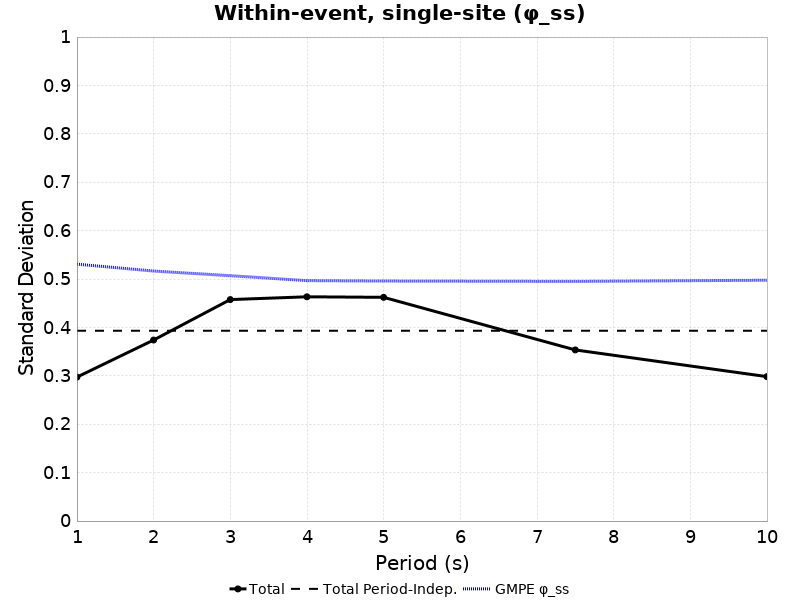 Within-event, single-site (φ_ss)
1
0.9
0.8
0.7
0.6
0.5
0.4
0.3
0.2
0.1
0
Standard Deviation
1 2 3 4 5 6 7 8 9 10
Period (s)
Total Total Period-Indep. GMPE φ_ss